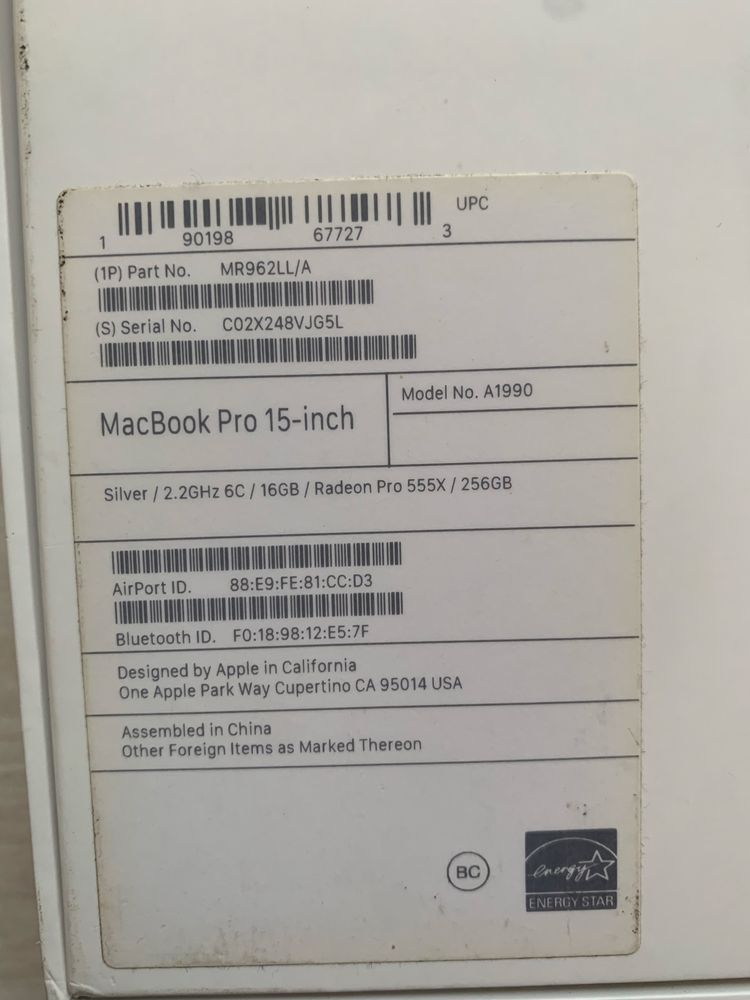 UPC
1 90198 67727 3
(1P) Part No. MR962LL/A
(S) Serial No. C02X248VJG5L
MacBook Pro 15-inch
Model No. A1990
Silver / 2.2GHz 6C / 16GB / Radeon Pro 555X / 256GB
AirPort ID. 88:E9:FE:81:CC:D3
Bluetooth ID. F0:18:98:12:E5:7F
Designed by Apple in California
One Apple Park Way Cupertino CA 95014 USA
Assembled in China
Other Foreign Items as Marked Thereon
BC
energy
ENERGY STAR